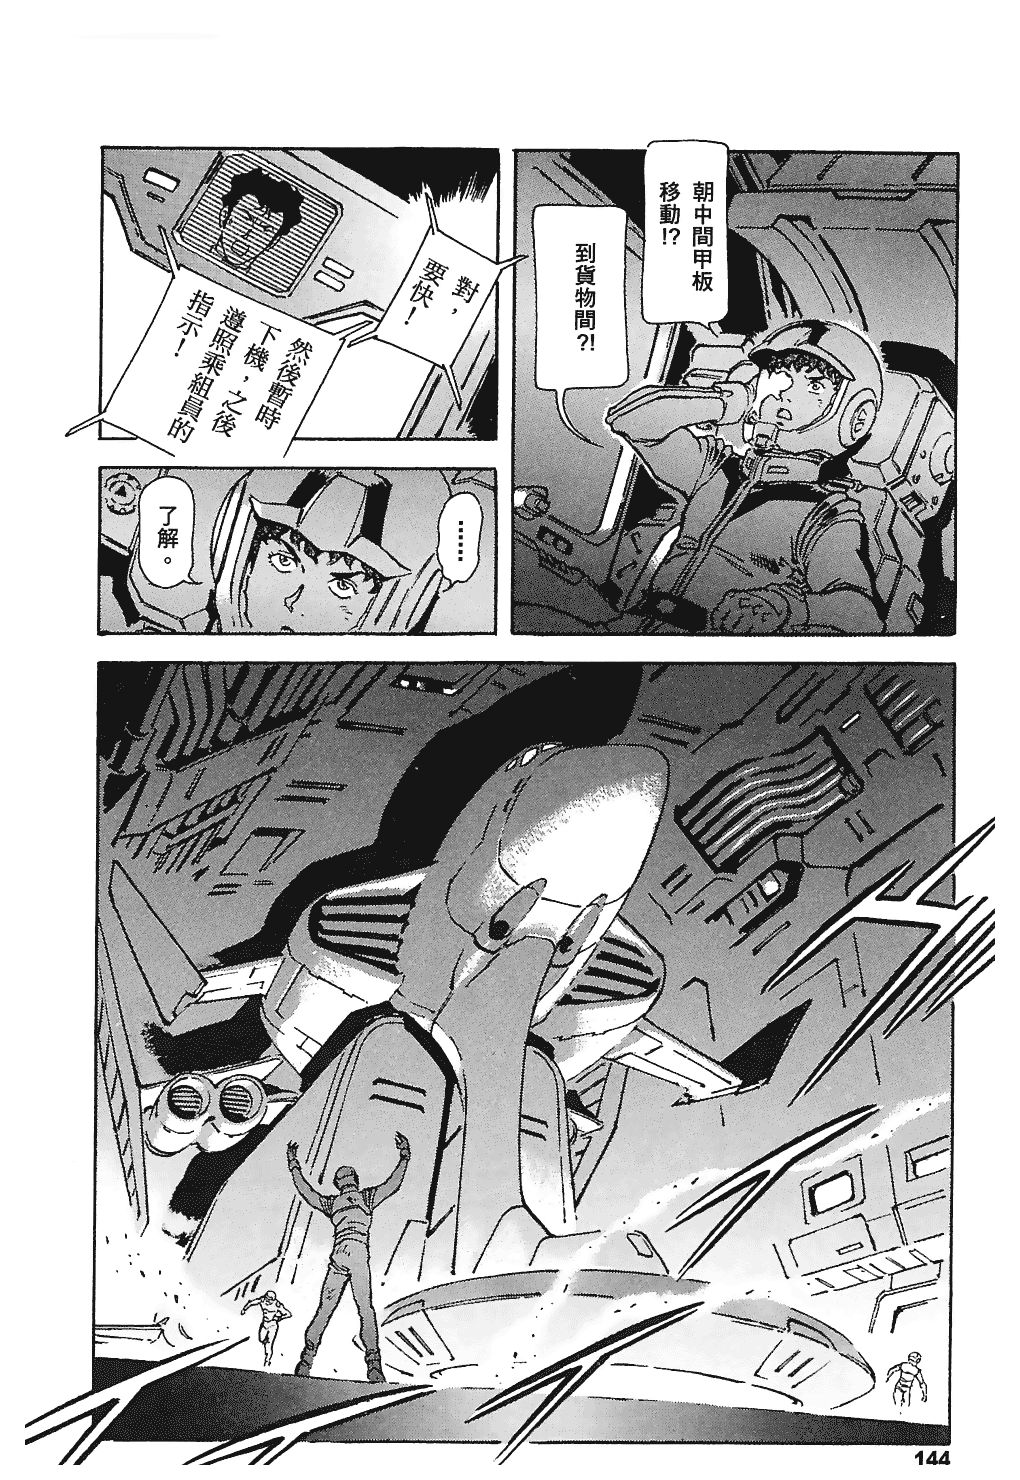 朝中間甲板
移動!?
到貨物間?!
對，
要快！
然後暫時
下機，之後
遵照乘組員的
指示！
……
了解。
144